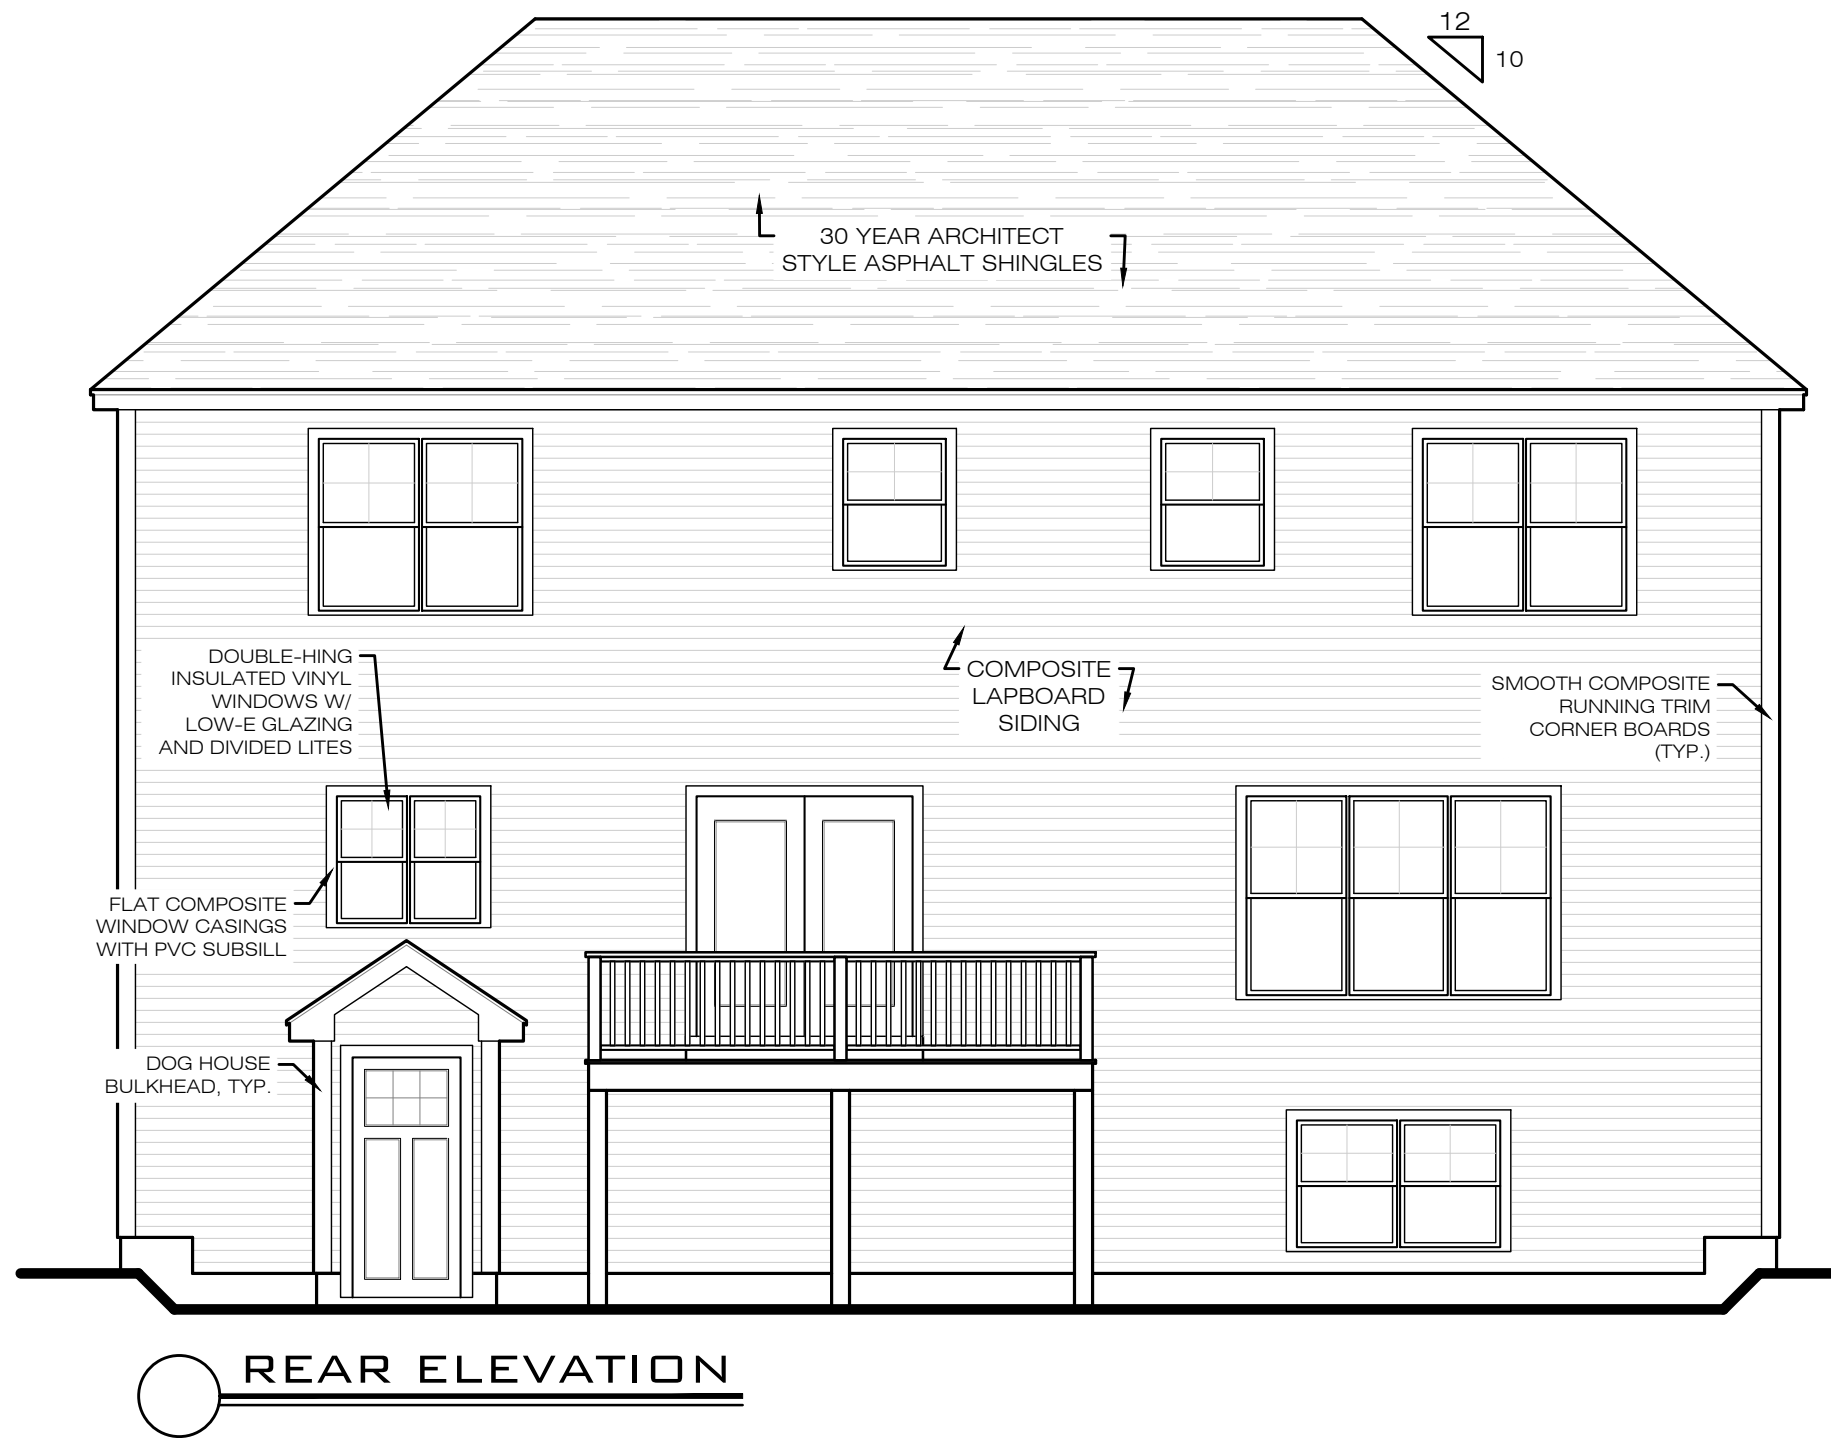 12
10
30 YEAR ARCHITECT
STYLE ASPHALT SHINGLES
DOUBLE-HING
INSULATED VINYL
WINDOWS W/
LOW-E GLAZING
AND DIVIDED LITES
COMPOSITE
LAPBOARD
SIDING
SMOOTH COMPOSITE
RUNNING TRIM
CORNER BOARDS
(TYP.)
FLAT COMPOSITE
WINDOW CASINGS
WITH PVC SUBSILL
DOG HOUSE
BULKHEAD, TYP.
REAR ELEVATION